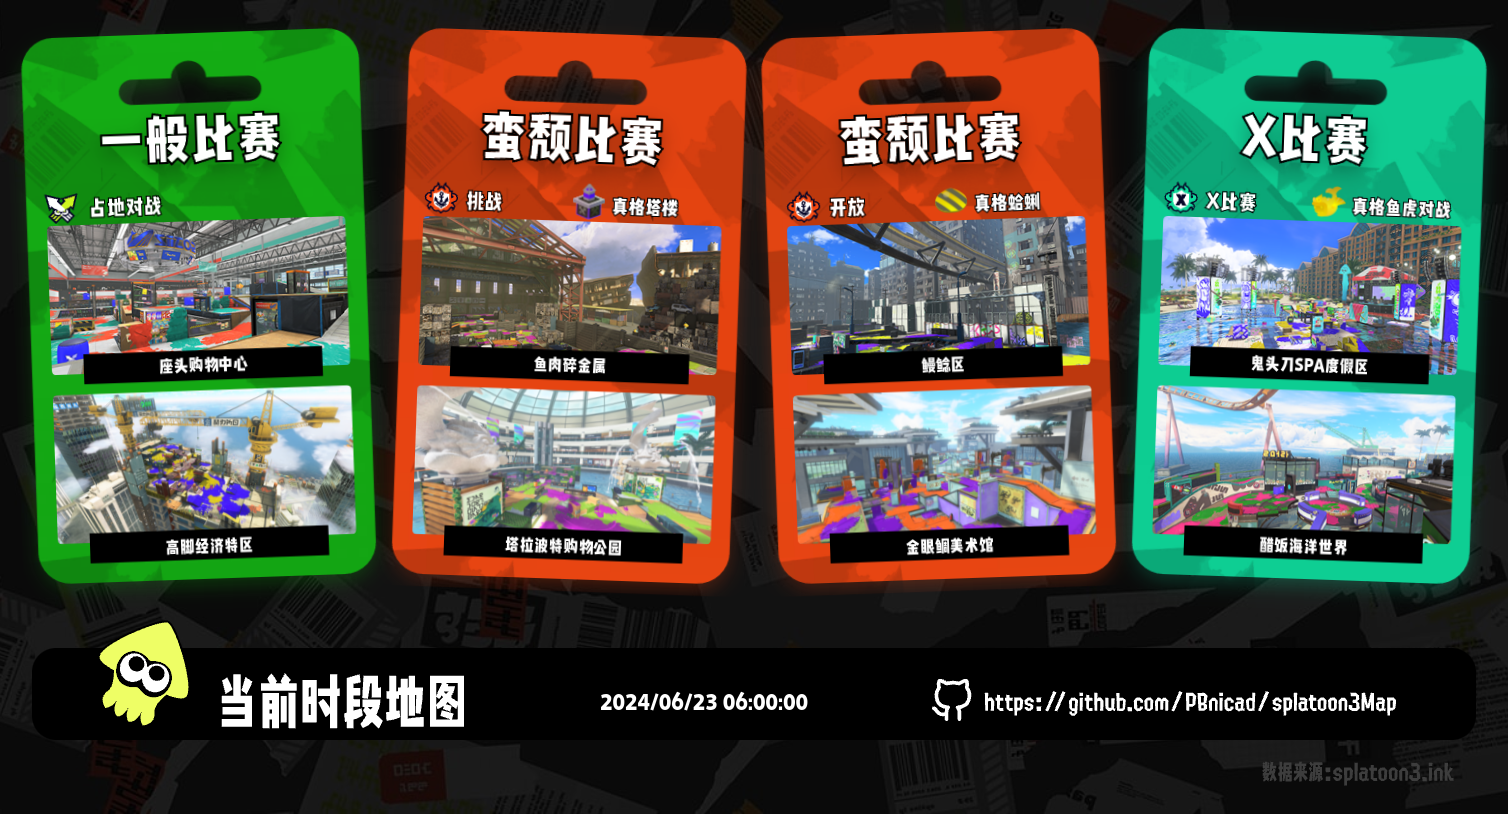 一般比赛
占地对战
座头购物中心
高脚经济特区
蛮颓比赛
挑战
真格塔楼
鱼肉碎金属
塔拉波特购物公园
蛮颓比赛
开放
真格蛤蜊
鳗鲶区
金眼鲷美术馆
X比赛
X比赛
真格鱼虎对战
鬼头刀SPA度假区
醋饭海洋世界
当前时段地图
2024/06/23 06:00:00
https://github.com/PBnicad/splatoon3Map
数据来源:splatoon3.ink